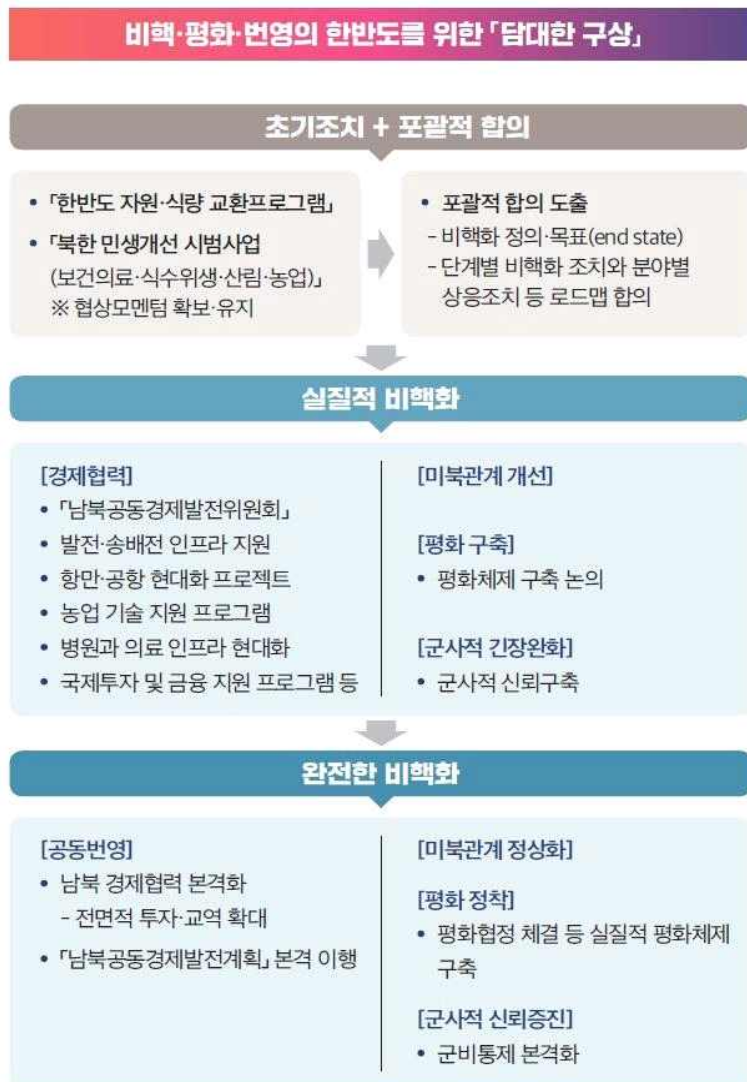 비핵·평화·번영의 한반도를 위한 「담대한 구상」
초기조치 + 포괄적 합의
• 「한반도 자원·식량 교환프로그램」
• 「북한 민생개선 시범사업
(보건의료·식수위생·산림·농업)」
※ 협상모멘텀 확보·유지
• 포괄적 합의 도출
- 비핵화 정의·목표(end state)
- 단계별 비핵화 조치와 분야별
상응조치 등 로드맵 합의
실질적 비핵화
[경제협력]
• 「남북공동경제발전위원회」
• 발전·송배전 인프라 지원
• 항만·공항 현대화 프로젝트
• 농업 기술 지원 프로그램
• 병원과 의료 인프라 현대화
• 국제투자 및 금융 지원 프로그램 등
[미북관계 개선]
[평화 구축]
• 평화체제 구축 논의
[군사적 긴장완화]
• 군사적 신뢰구축
완전한 비핵화
[공동번영]
• 남북 경제협력 본격화
- 전면적 투자·교역 확대
• 「남북공동경제발전계획」 본격 이행
[미북관계 정상화]
[평화 정착]
• 평화협정 체결 등 실질적 평화체제
구축
[군사적 신뢰증진]
• 군비통제 본격화